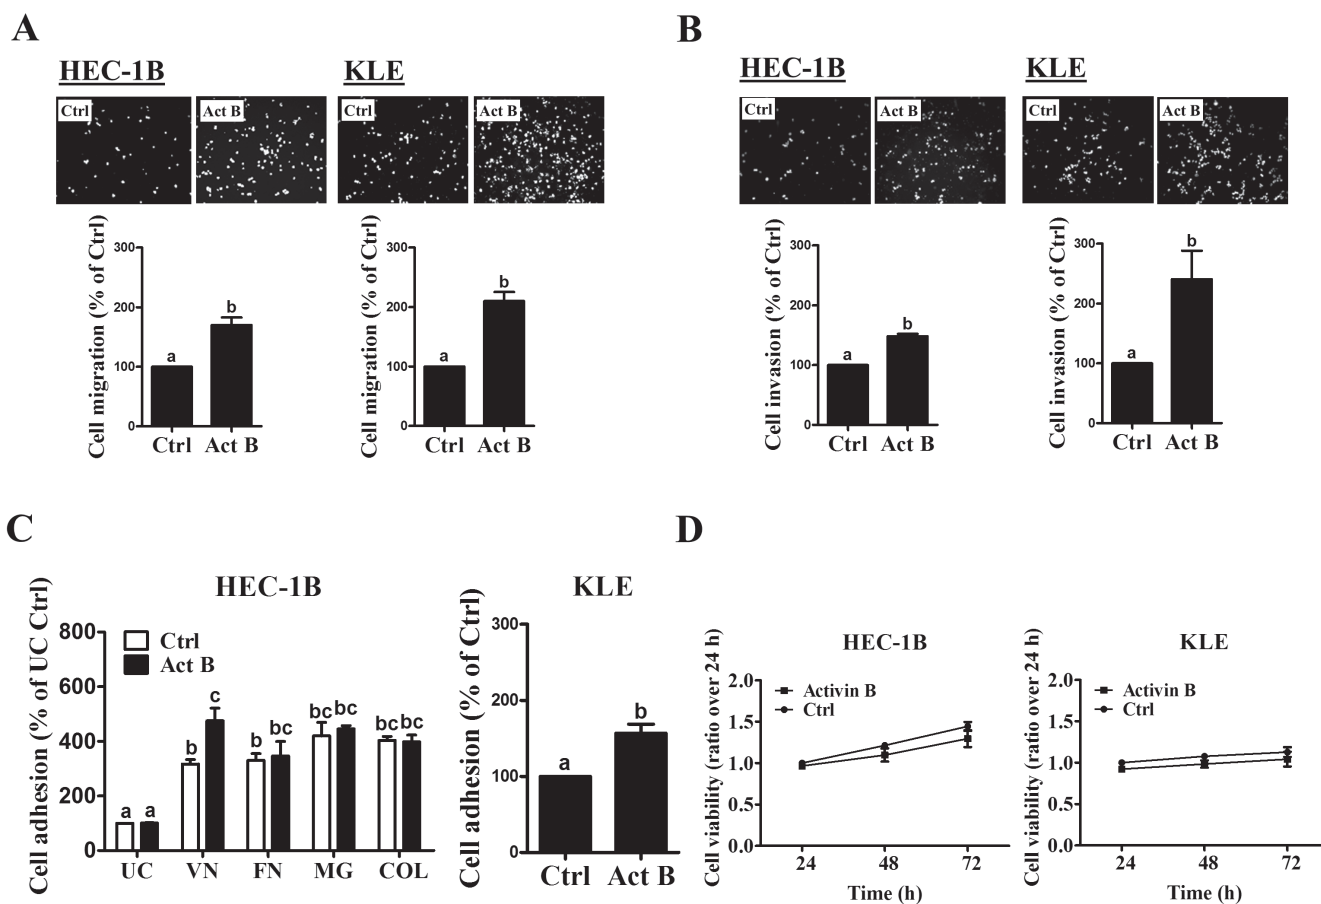 A
HEC-1B
KLE
Ctrl
Act B
Ctrl
Act B
Cell migration (% of Ctrl)
300
200
100
0
a
b
Ctrl
Act B
Cell migration (% of Ctrl)
300
200
100
0
a
b
Ctrl
Act B
B
HEC-1B
KLE
Ctrl
Act B
Ctrl
Act B
Cell invasion (% of Ctrl)
300
200
100
0
a
b
Ctrl
Act B
Cell invasion (% of Ctrl)
300
200
100
0
a
b
Ctrl
Act B
C
HEC-1B
Cell adhesion (% of UC Ctrl)
800
600
400
200
0
Ctrl
Act B
a
a
b
c
b
bc
bc
bc
bc
bc
UC
VN
FN
MG
COL
KLE
Cell adhesion (% of Ctrl)
300
200
100
0
a
b
Ctrl
Act B
D
HEC-1B
Cell viability (ratio over 24 h)
2.0
1.5
1.0
0.5
0.0
Activin B
Ctrl
24
48
72
Time (h)
KLE
Cell viability (ratio over 24 h)
2.0
1.5
1.0
0.5
0.0
Activin B
Ctrl
24
48
72
Time (h)